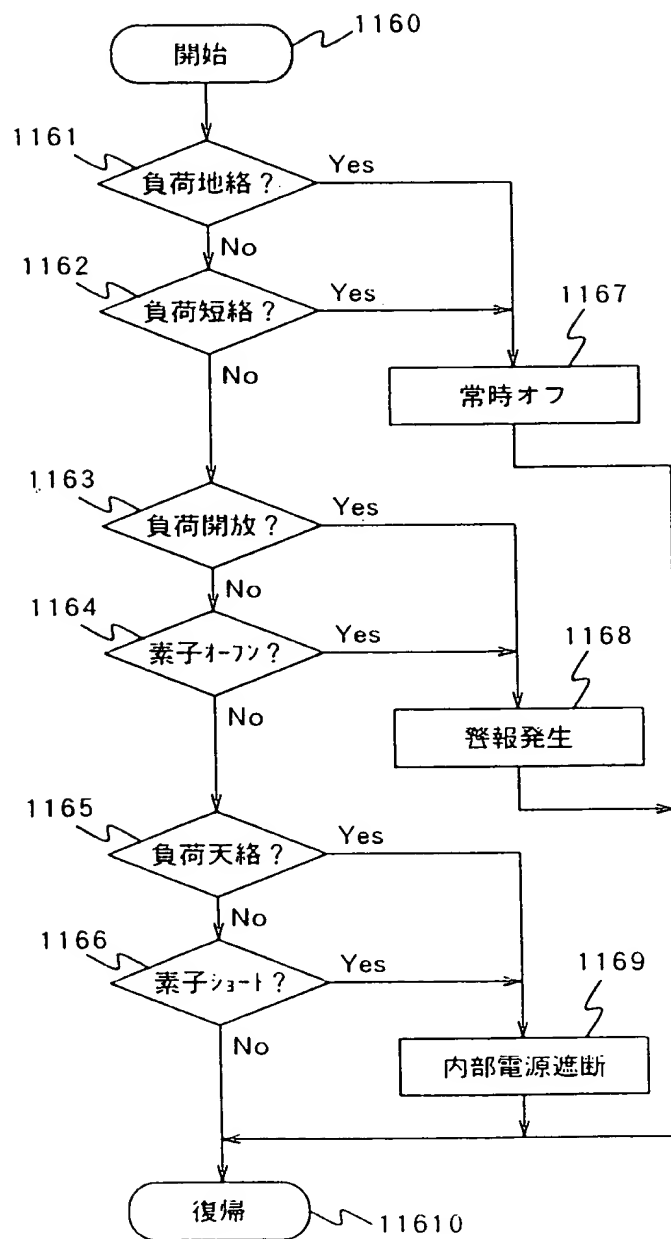 1160
開始
1161
負荷地絡？
Yes
No
1162
負荷短絡？
Yes
No
1167
常時オフ
1163
負荷開放？
Yes
No
1164
素子ｵｰﾌﾟﾝ？
Yes
No
1168
警報発生
1165
負荷天絡？
Yes
No
1166
素子ｼｮｰﾄ？
Yes
No
1169
内部電源遮断
復帰
11610